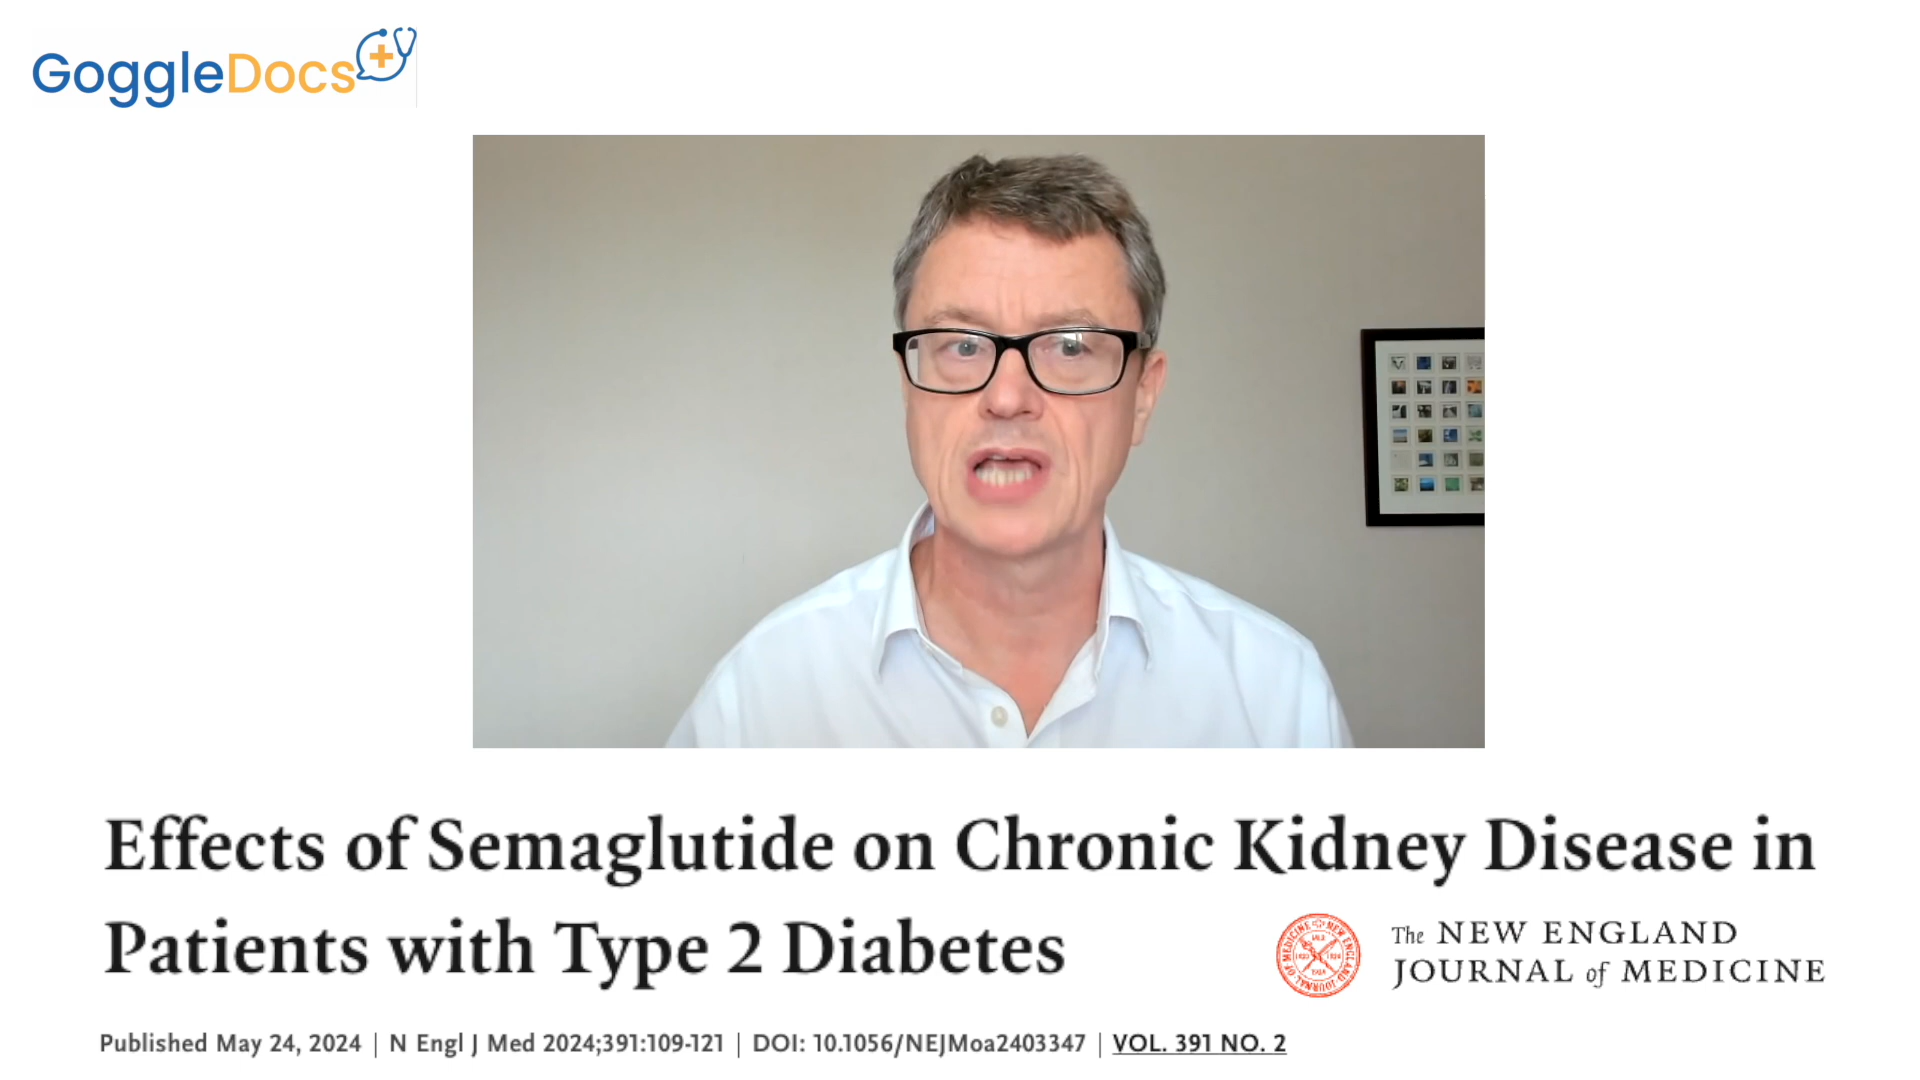 GoggleDocs
Effects of Semaglutide on Chronic Kidney Disease in
Patients with Type 2 Diabetes
The NEW ENGLAND
JOURNAL of MEDICINE
Published May 24, 2024 | N Engl J Med 2024;391:109-121 | DOI: 10.1056/NEJMoa2403347 | VOL. 391 NO. 2